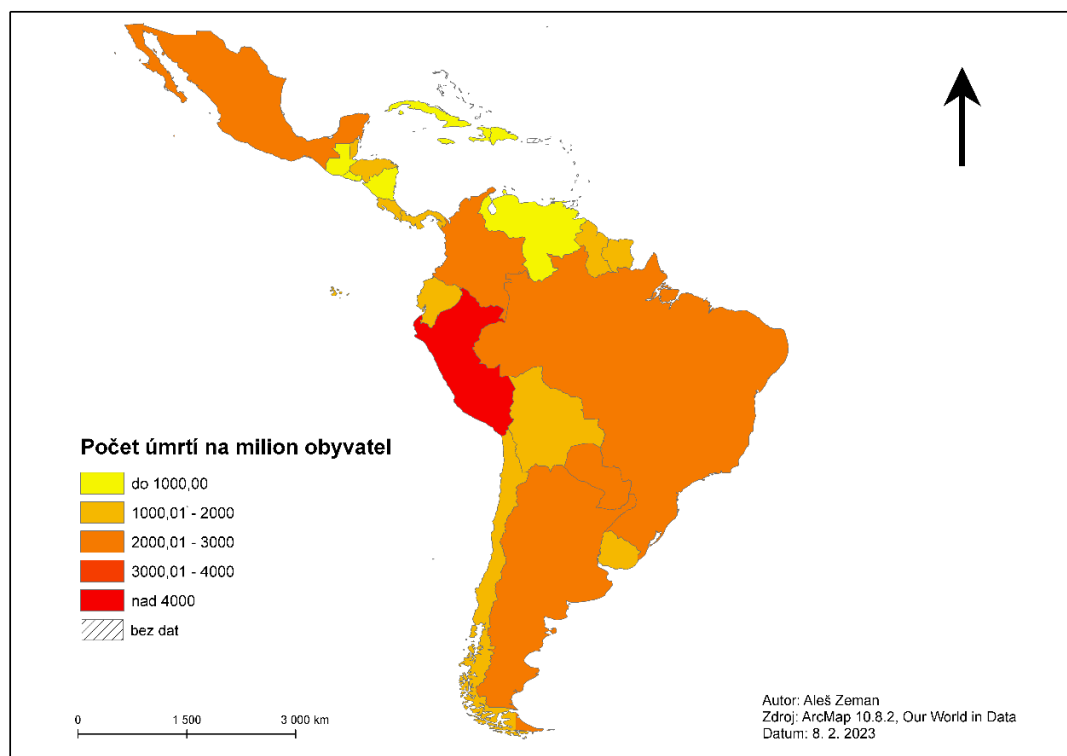 Počet úmrtí na milion obyvatel
do 1000,00
1000,01 - 2000
2000,01 - 3000
3000,01 - 4000
nad 4000
bez dat
0 1 500 3 000 km
Autor: Aleš Zeman
Zdroj: ArcMap 10.8.2, Our World in Data
Datum: 8. 2. 2023